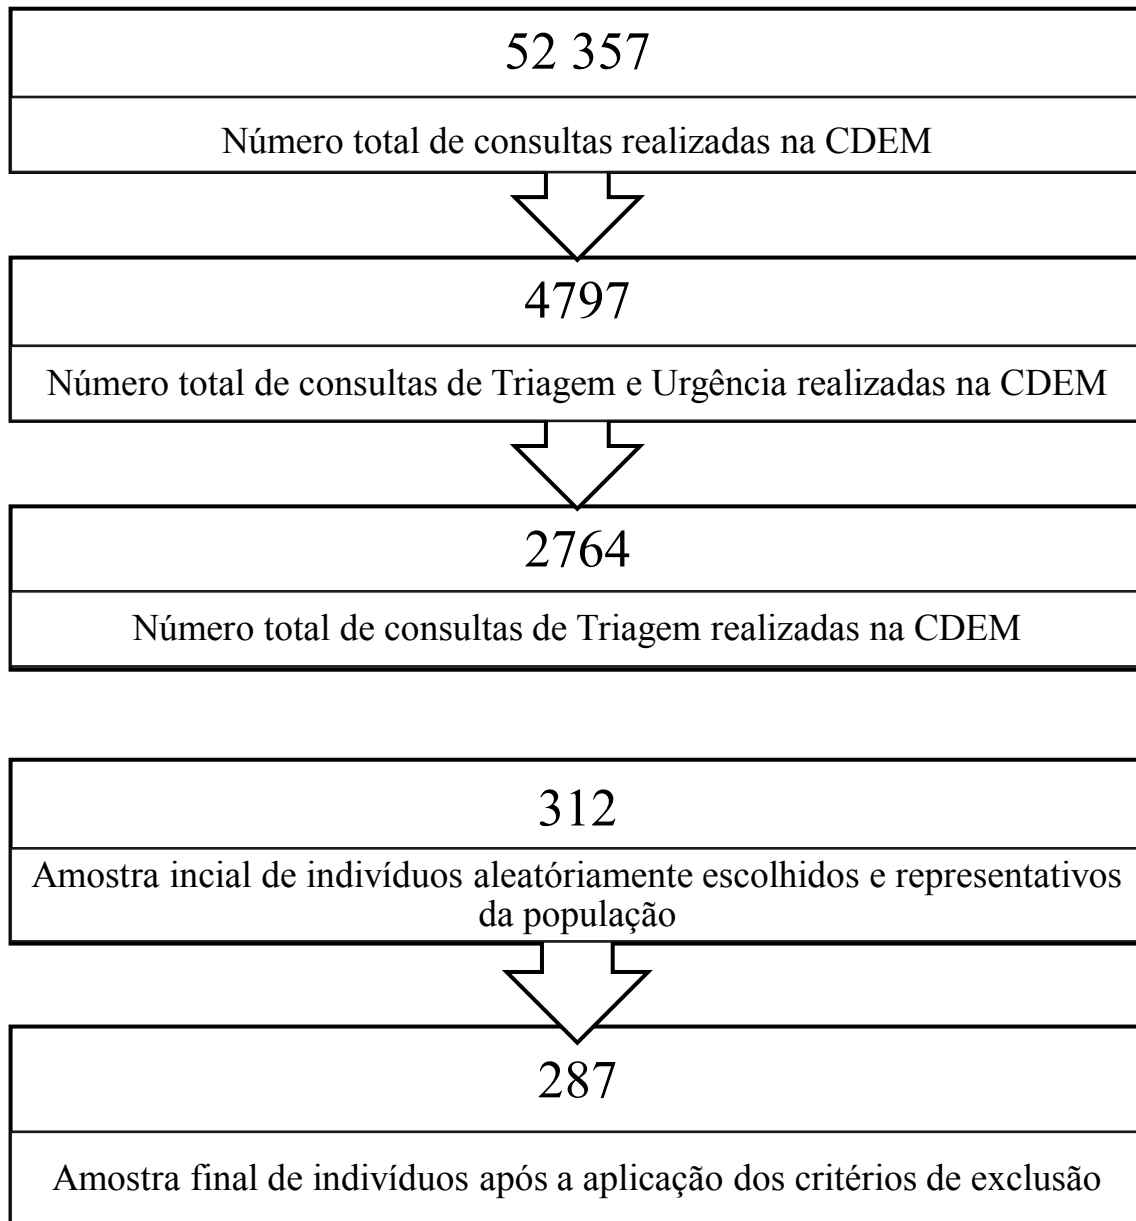 52 357
Número total de consultas realizadas na CDEM
4797
Número total de consultas de Triagem e Urgência realizadas na CDEM
2764
Número total de consultas de Triagem realizadas na CDEM
312
Amostra incial de indivíduos aleatóriamente escolhidos e representativos
da população
287
Amostra final de indivíduos após a aplicação dos critérios de exclusão